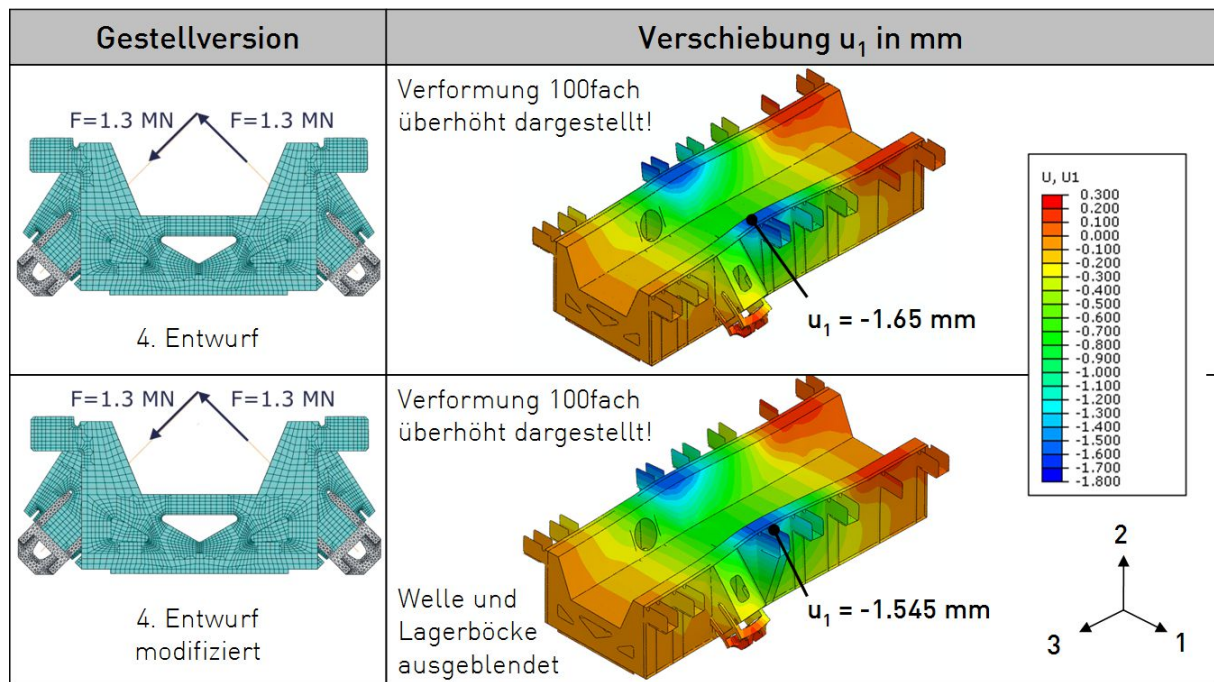 Gestellversion
Verschiebung u₁ in mm
F=1.3 MN
F=1.3 MN
4. Entwurf
Verformung 100fach
überhöht dargestellt!
u₁ = -1.65 mm
F=1.3 MN
F=1.3 MN
4. Entwurf
modifiziert
Verformung 100fach
überhöht dargestellt!
Welle und
Lagerböcke
ausgeblendet
u₁ = -1.545 mm
U, U1
0.300
0.200
0.100
0.000
-0.100
-0.200
-0.300
-0.400
-0.500
-0.600
-0.700
-0.800
-0.900
-1.000
-1.100
-1.200
-1.300
-1.400
-1.500
-1.600
-1.700
-1.800
2
3
1